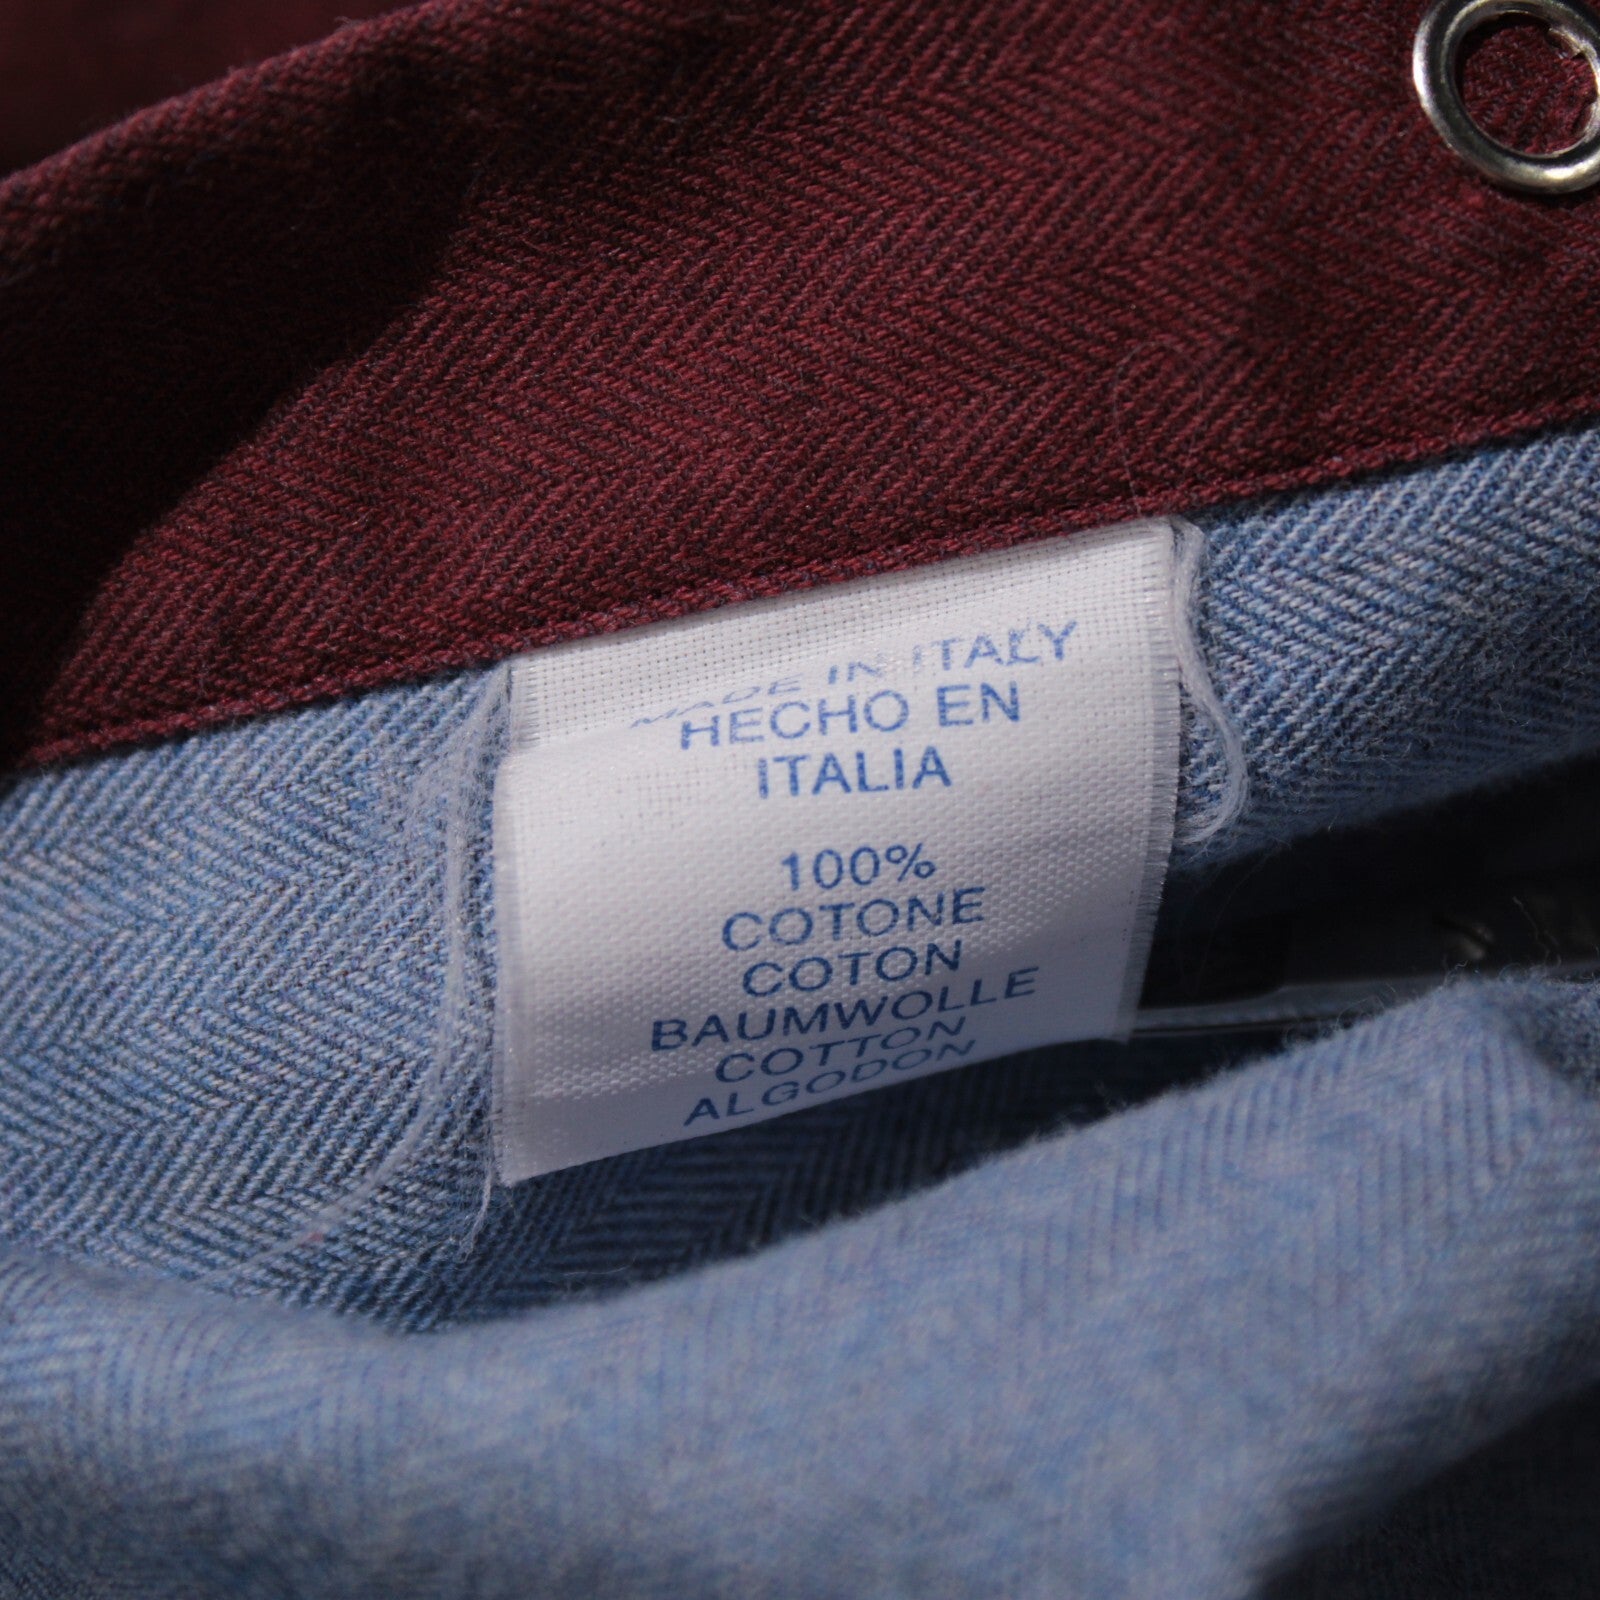 MADE IN ITALY
HECHO EN
ITALIA
100%
COTONE
COTON
BAUMWOLLE
COTTON
ALGODON